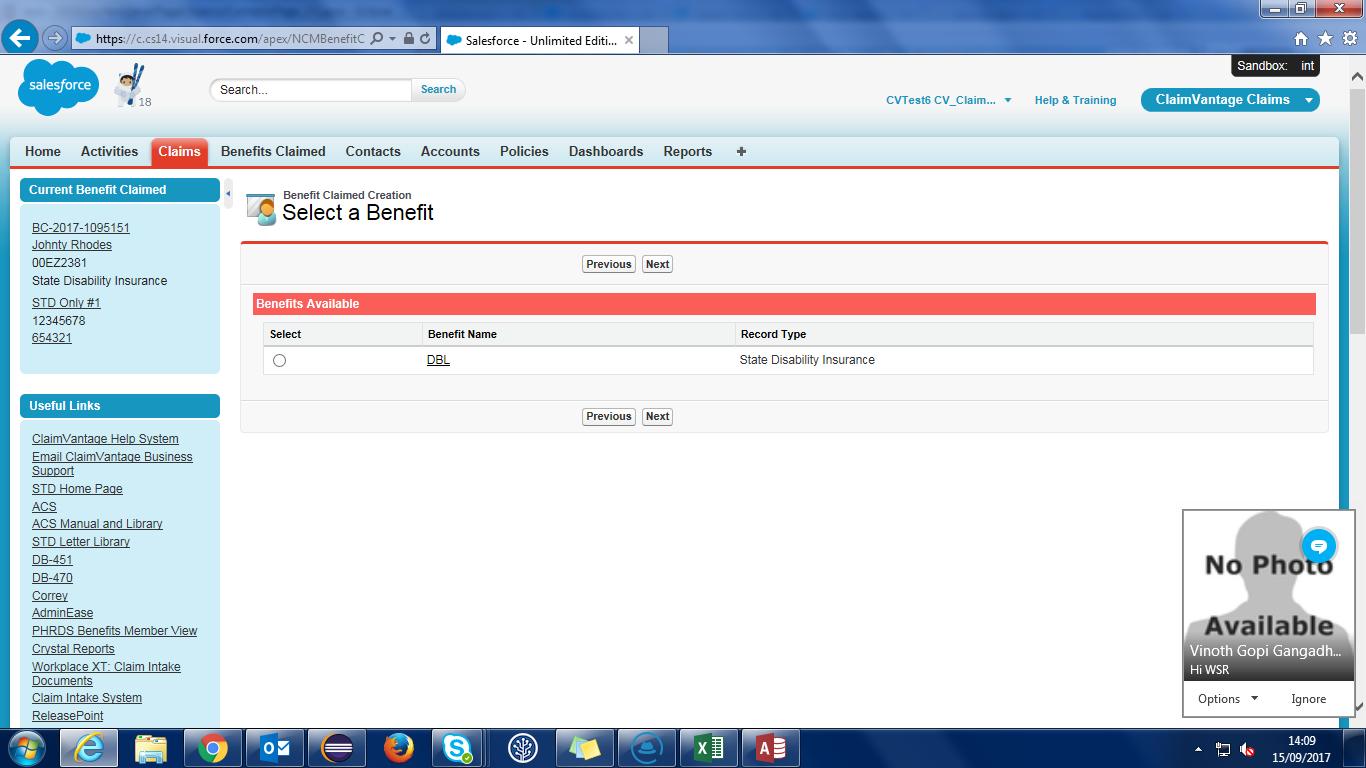 https://c.cs14.visual.force.com/apex/NCMBenefitC
Salesforce - Unlimited Editi...
Sandbox: int
salesforce
18
Search...
Search
CVTest6 CV_Claim...
Help & Training
ClaimVantage Claims
Home
Activities
Claims
Benefits Claimed
Contacts
Accounts
Policies
Dashboards
Reports
Current Benefit Claimed
BC-2017-1095151
Johnty Rhodes
00EZ2381
State Disability Insurance
STD Only #1
12345678
654321
Useful Links
ClaimVantage Help System
Email ClaimVantage Business
Support
STD Home Page
ACS
ACS Manual and Library
STD Letter Library
DB-451
DB-470
Correy
AdminEase
PHRDS Benefits Member View
Crystal Reports
Workplace XT: Claim Intake
Documents
Claim Intake System
ReleasePoint
Benefit Claimed Creation
Select a Benefit
Previous Next
Benefits Available
Select Benefit Name Record Type
DBL State Disability Insurance
Previous Next
No Photo
Available
Vinoth Gopi Gangadh...
Hi WSR
Options Ignore
14:09
15/09/2017